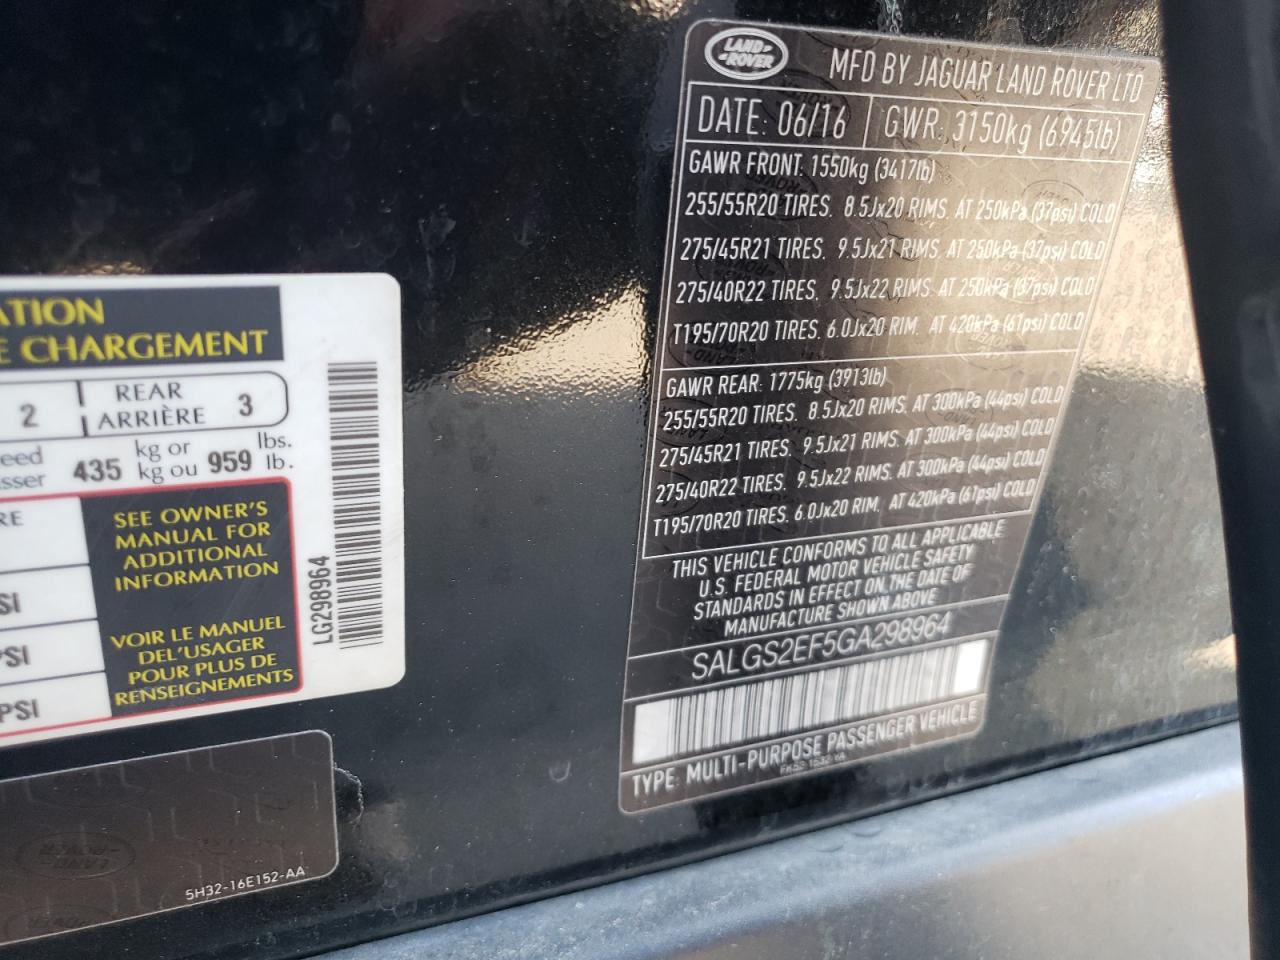 ATION
E CHARGEMENT
2 REAR ARRIÈRE 3
eed 435 kg or 959 lbs.
sser kg ou lb.
RE
SEE OWNER'S
MANUAL FOR
ADDITIONAL
INFORMATION
SI
VOIR LE MANUEL
DEL'USAGER
POUR PLUS DE
RENSEIGNEMENTS
PSI
PSI
LG298964
5H32-16E152-AA
LAND ROVER
MFD BY JAGUAR LAND ROVER LTD
DATE: 06/16 GWR: 3150kg (6945lb)
GAWR FRONT: 1550kg (3417lb)
255/55R20 TIRES. 8.5Jx20 RIMS. AT 250kPa (37psi) COLD
275/45R21 TIRES. 9.5Jx21 RIMS. AT 250kPa (37psi) COLD
275/40R22 TIRES. 9.5Jx22 RIMS. AT 250kPa (37psi) COLD
T195/70R20 TIRES. 6.0Jx20 RIM. AT 420kPa (61psi) COLD
GAWR REAR: 1775kg (3913lb)
255/55R20 TIRES. 8.5Jx20 RIMS. AT 300kPa (44psi) COLD
275/45R21 TIRES. 9.5Jx21 RIMS. AT 300kPa (44psi) COLD
275/40R22 TIRES. 9.5Jx22 RIMS. AT 300kPa (44psi) COLD
T195/70R20 TIRES. 6.0Jx20 RIM. AT 420kPa (61psi) COLD
THIS VEHICLE CONFORMS TO ALL APPLICABLE
U.S. FEDERAL MOTOR VEHICLE SAFETY
STANDARDS IN EFFECT ON THE DATE OF
MANUFACTURE SHOWN ABOVE
SALGS2EF5GA298964
TYPE: MULTI-PURPOSE PASSENGER VEHICLE